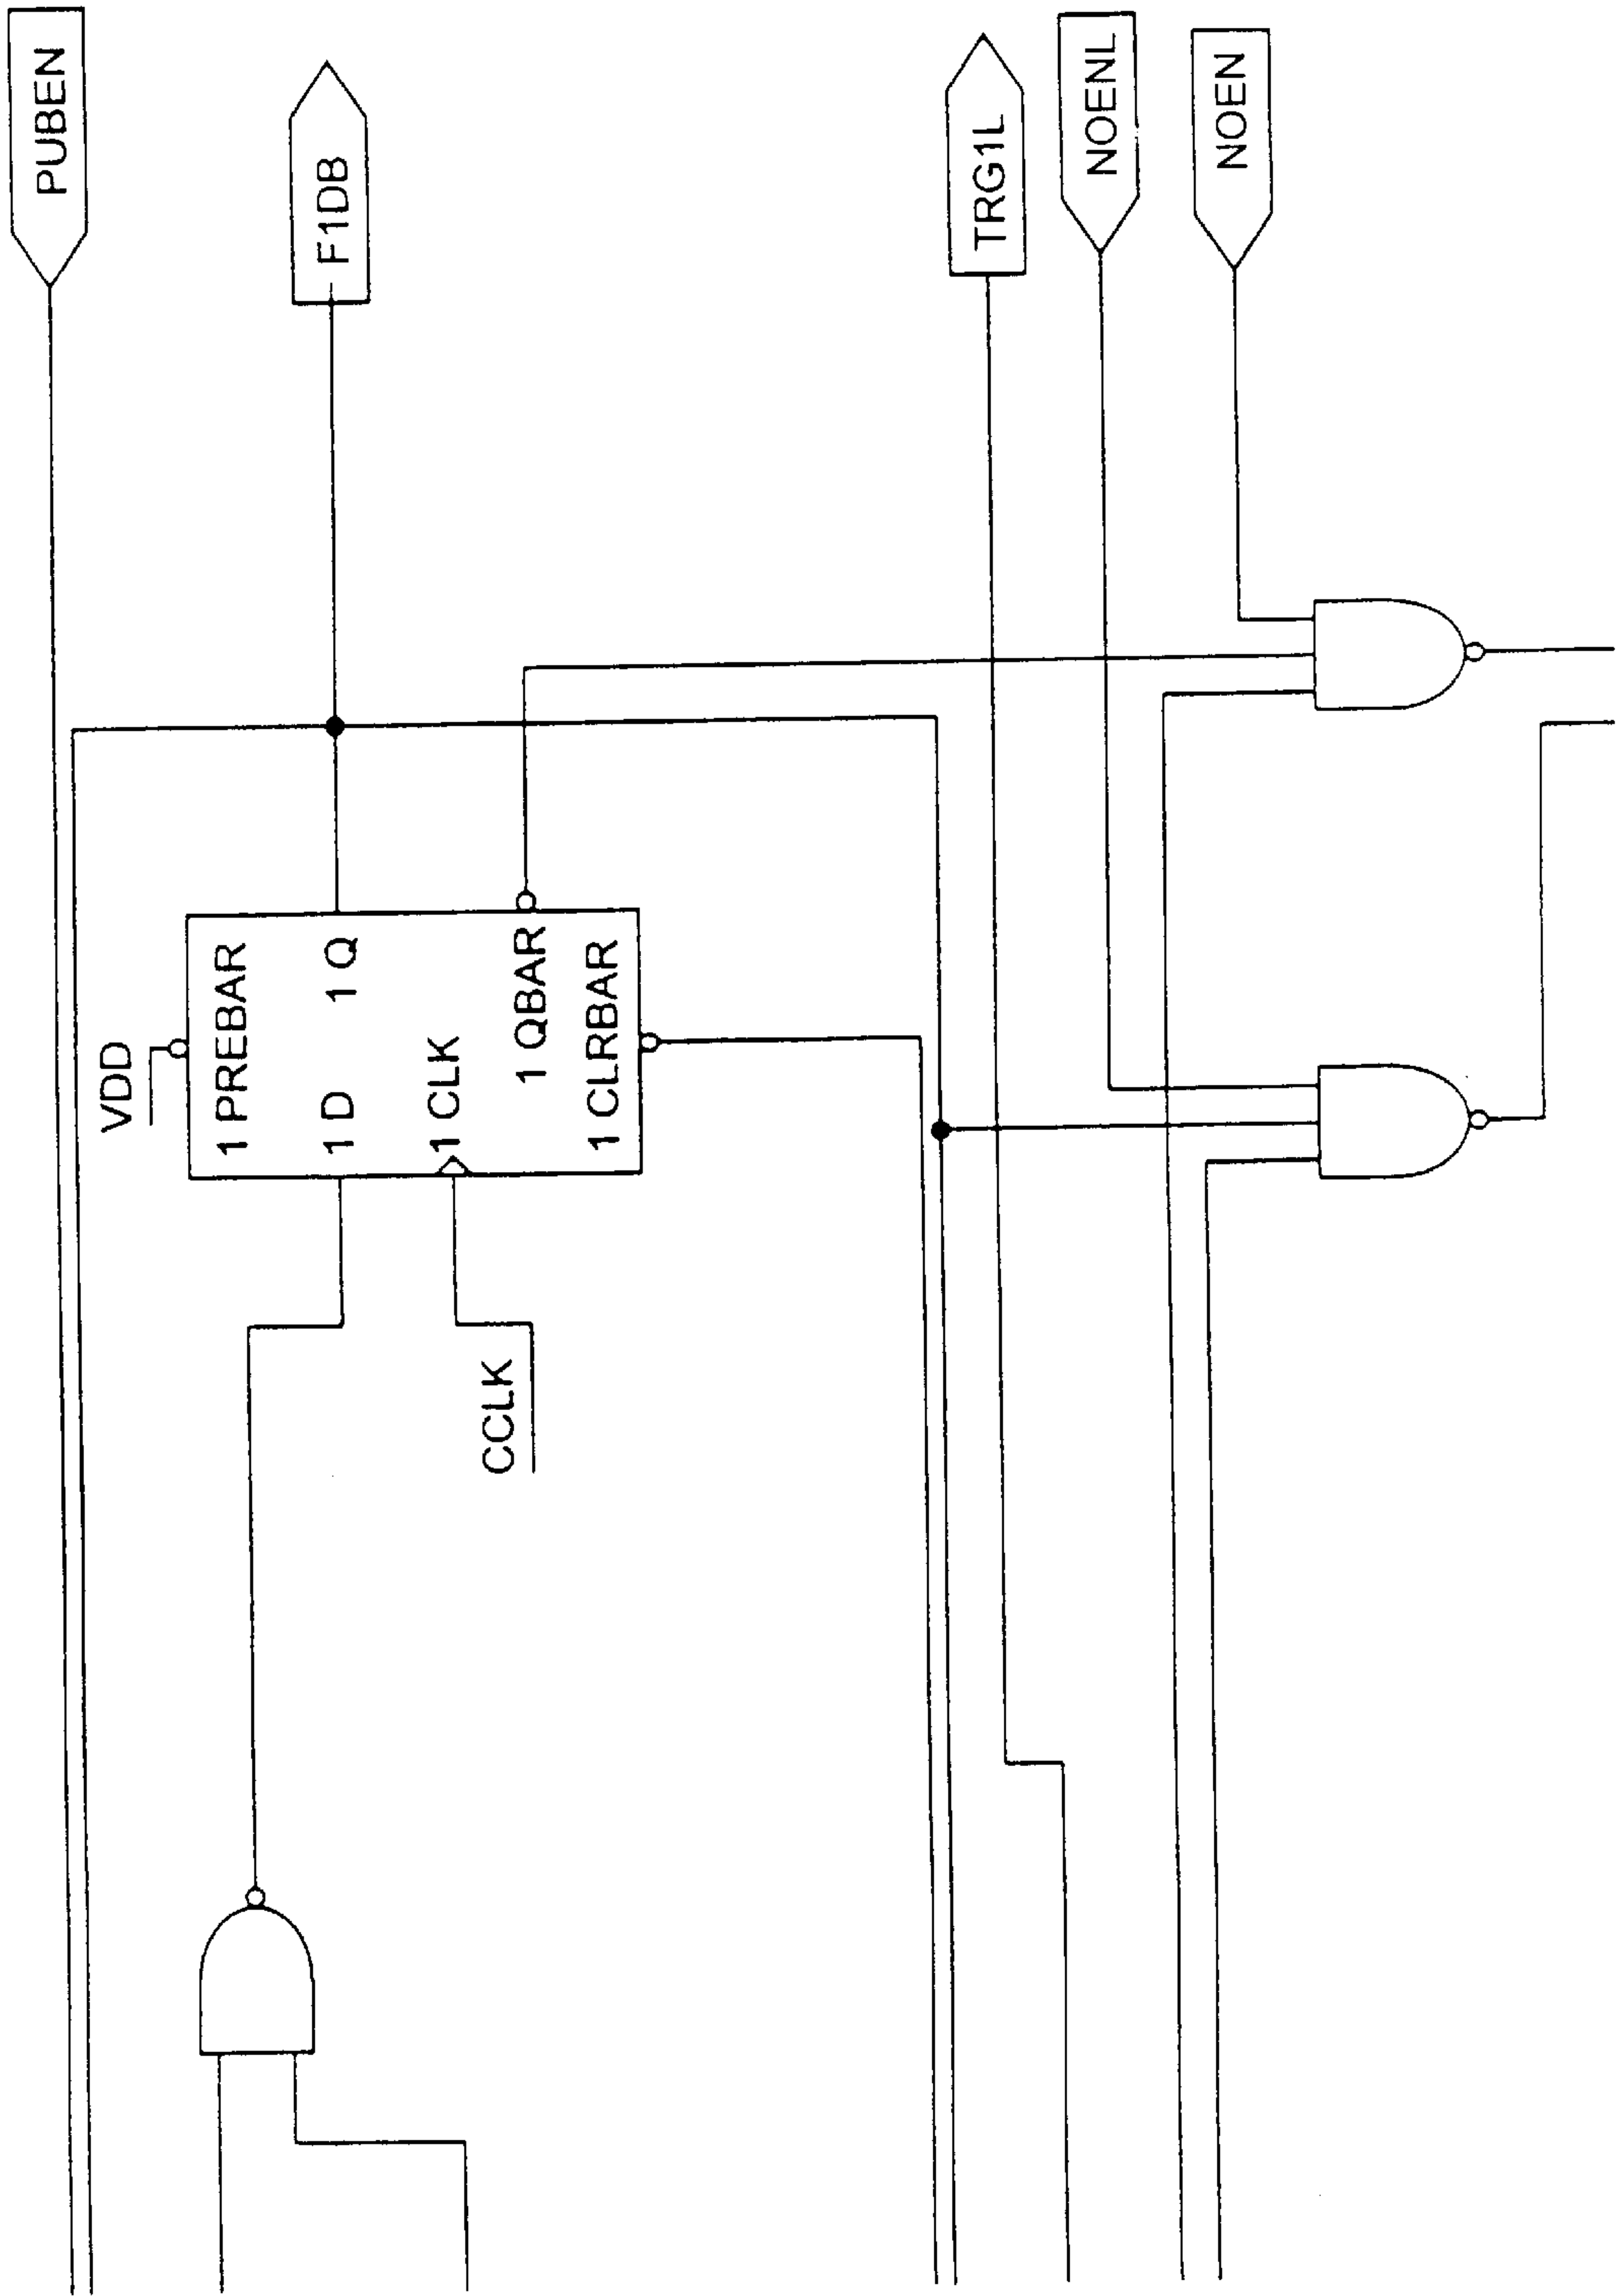 PUBEN
F1DB
VDD
1 PREBAR
1 D
1 Q
1 CLK
1 QBAR
1 CLRBAR
CCLK
TRG1L
NOENL
NOEN